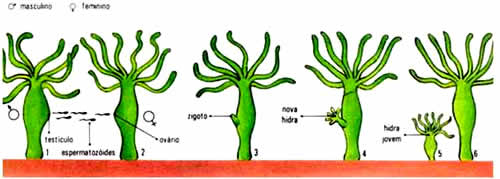 ♂ masculino ♀ feminino
♂
♀
testículo
espermatozóides
ovário
zigoto
nova
hidra
hidra
jovem
1 2 3 4 5 6